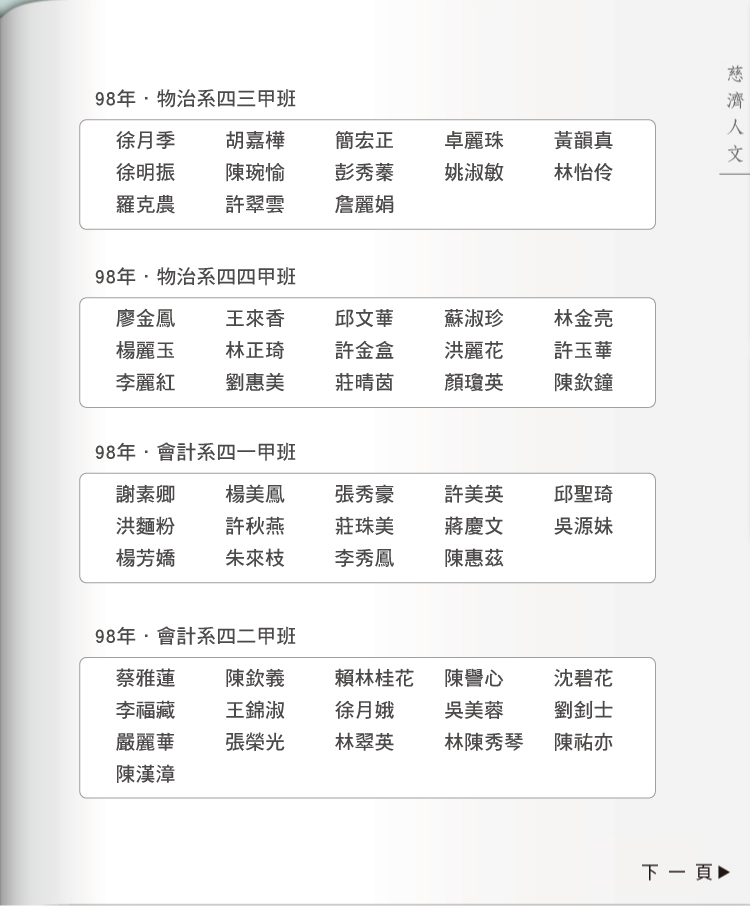 慈濟人文
98年．物治系四三甲班
徐月季 胡嘉樺 簡宏正 卓麗珠 黃韻真
徐明振 陳琬愉 彭秀蓁 姚淑敏 林怡伶
羅克農 許翠雲 詹麗娟
98年．物治系四四甲班
廖金鳳 王來香 邱文華 蘇淑珍 林金亮
楊麗玉 林正琦 許金盒 洪麗花 許玉華
李麗紅 劉惠美 莊晴茵 顏瓊英 陳欽鐘
98年．會計系四一甲班
謝素卿 楊美鳳 張秀豪 許美英 邱聖琦
洪麵粉 許秋燕 莊珠美 蔣慶文 吳源妹
楊芳嬌 朱來枝 李秀鳳 陳惠茲
98年．會計系四二甲班
蔡雅蓮 陳欽義 賴林桂花 陳譽心 沈碧花
李福藏 王錦淑 徐月娥 吳美蓉 劉釗士
嚴麗華 張榮光 林翠英 林陳秀琴 陳祐亦
陳漢漳
下一頁▶